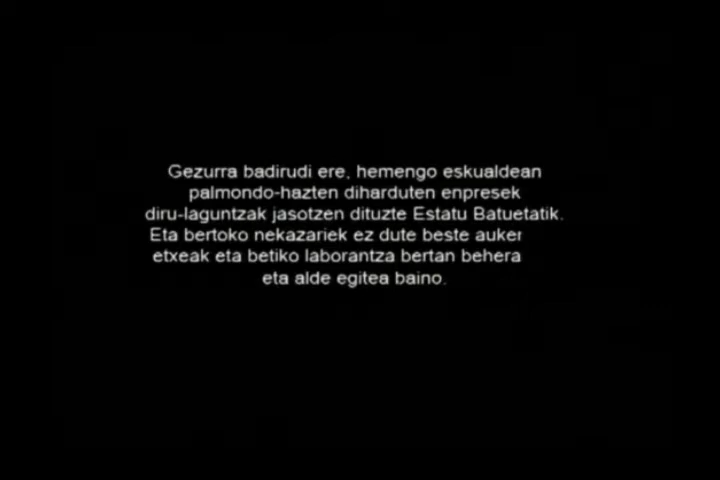 Gezurra badirudi ere, hemengo eskualdean
palmondo-hazten diharduten enpresek
diru-laguntzak jasotzen dituzte Estatu Batuetatik.
Eta bertoko nekazariek ez dute beste auker
etxeak eta betiko laborantza bertan behera
eta alde egitea baino.